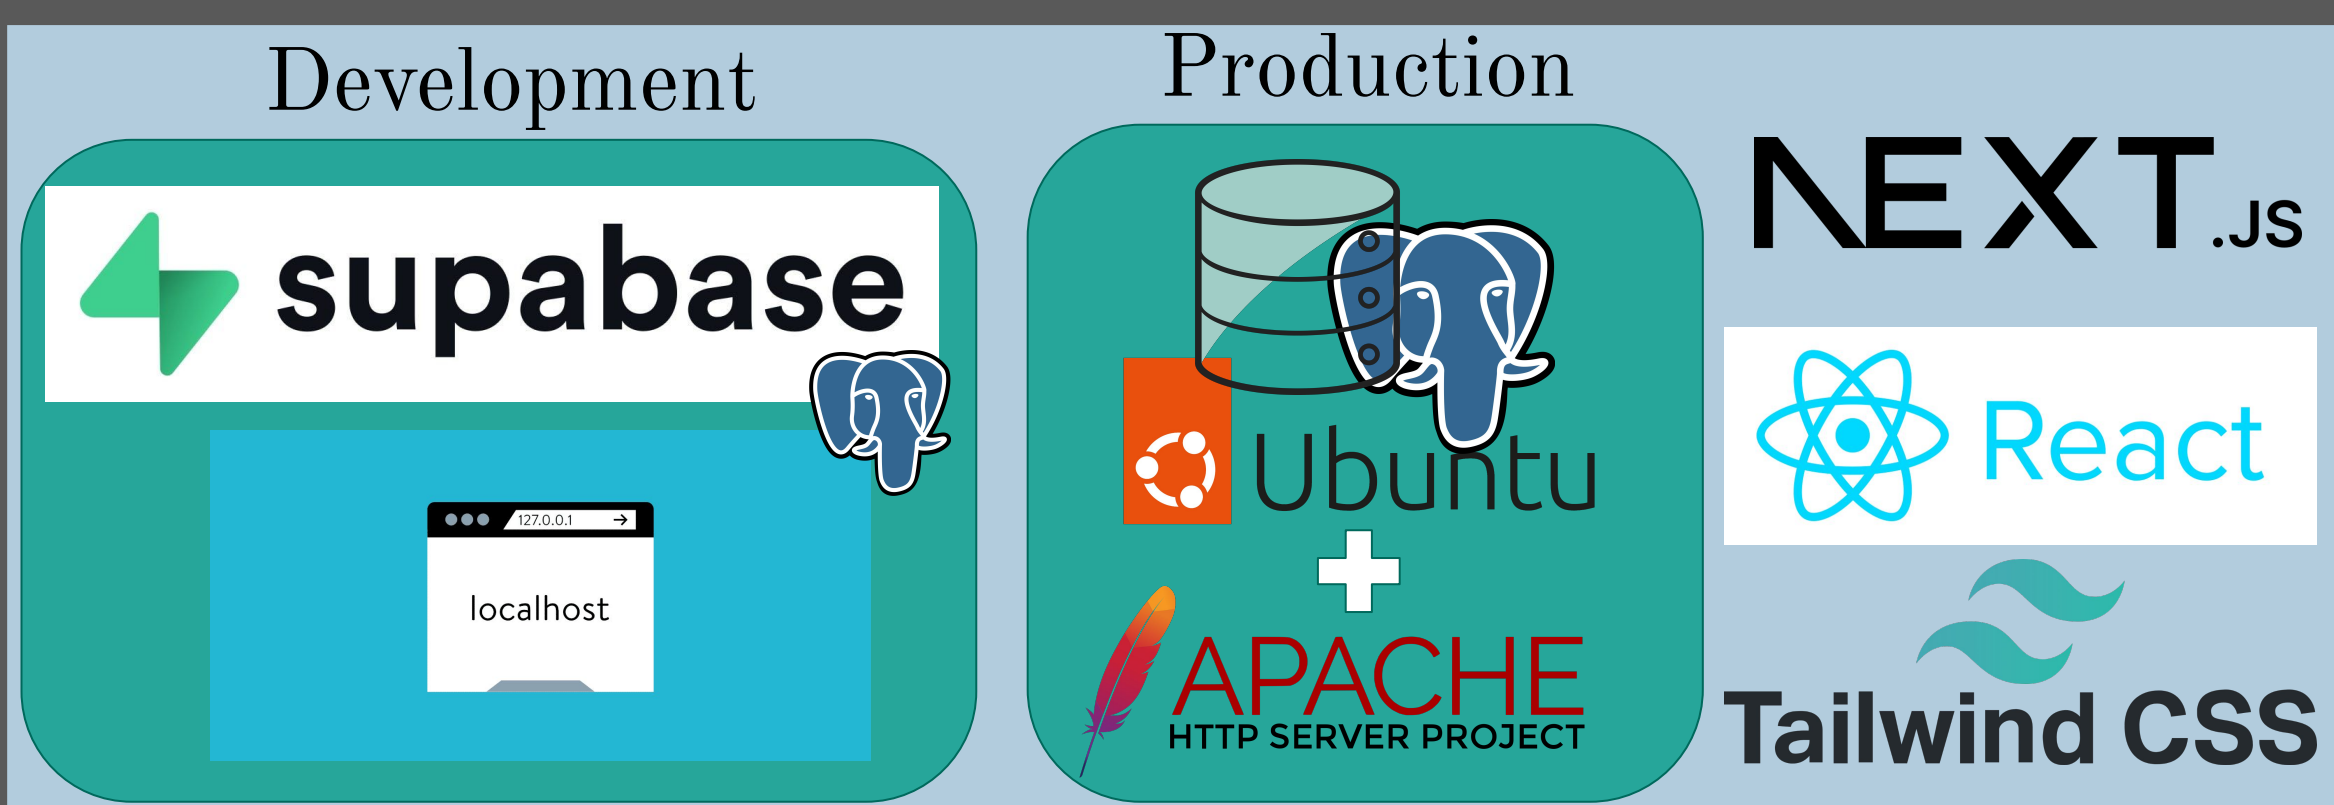 Development
supabase
127.0.0.1
localhost
Production
Ubuntu
APACHE
HTTP SERVER PROJECT
NEXT.JS
React
Tailwind CSS